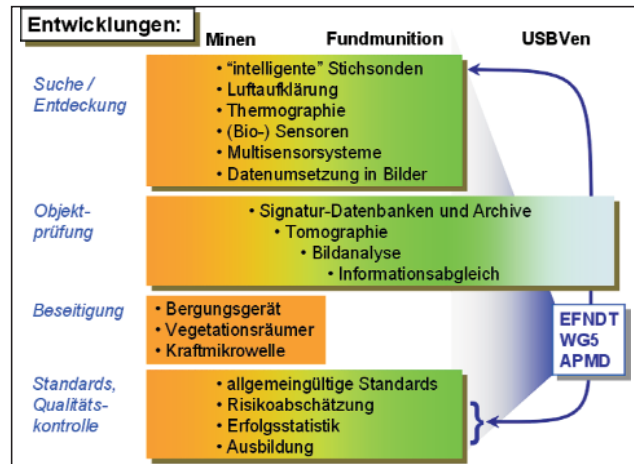 Entwicklungen:
Minen
Fundmunition
USBVen
Suche /
Entdeckung
• "intelligente" Stichsonden
• Luftaufklärung
• Thermographie
• (Bio-) Sensoren
• Multisensorsysteme
• Datenumsetzung in Bilder
Objekt-
prüfung
• Signatur-Datenbanken und Archive
• Tomographie
• Bildanalyse
• Informationsabgleich
Beseitigung
• Bergungsgerät
• Vegetationsräumer
• Kraftmikrowelle
EFNDT
WG5
APMD
Standards,
Qualitäts-
kontrolle
• allgemeingültige Standards
• Risikoabschätzung
• Erfolgsstatistik
• Ausbildung